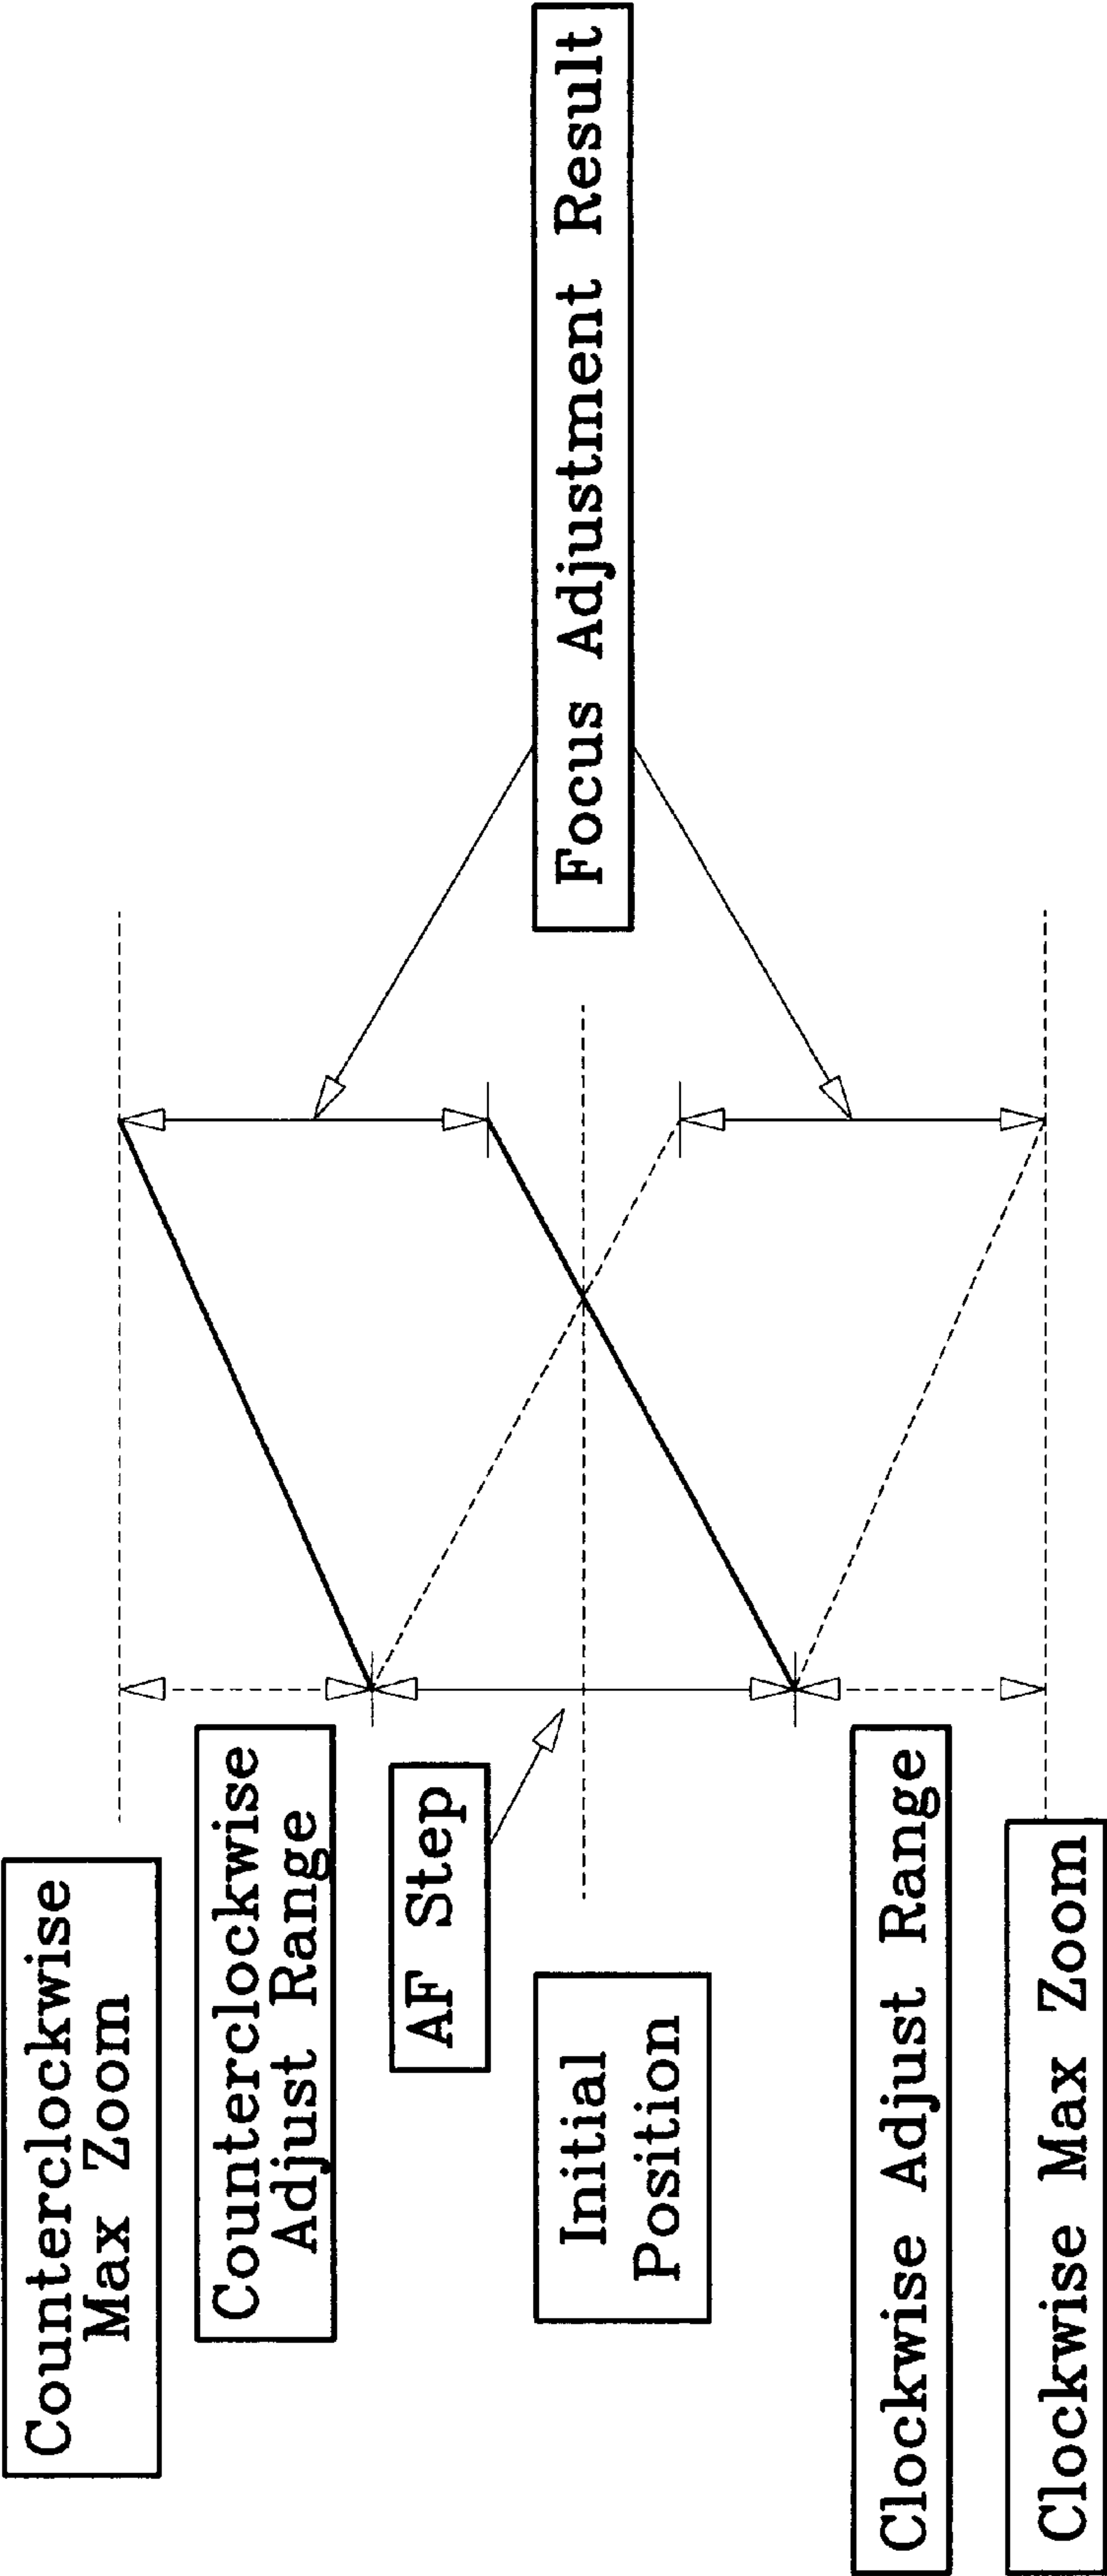 Counterclockwise
Max Zoom
Counterclockwise
Adjust Range
AF Step
Initial
Position
Clockwise Adjust Range
Clockwise Max Zoom
Focus Adjustment Result